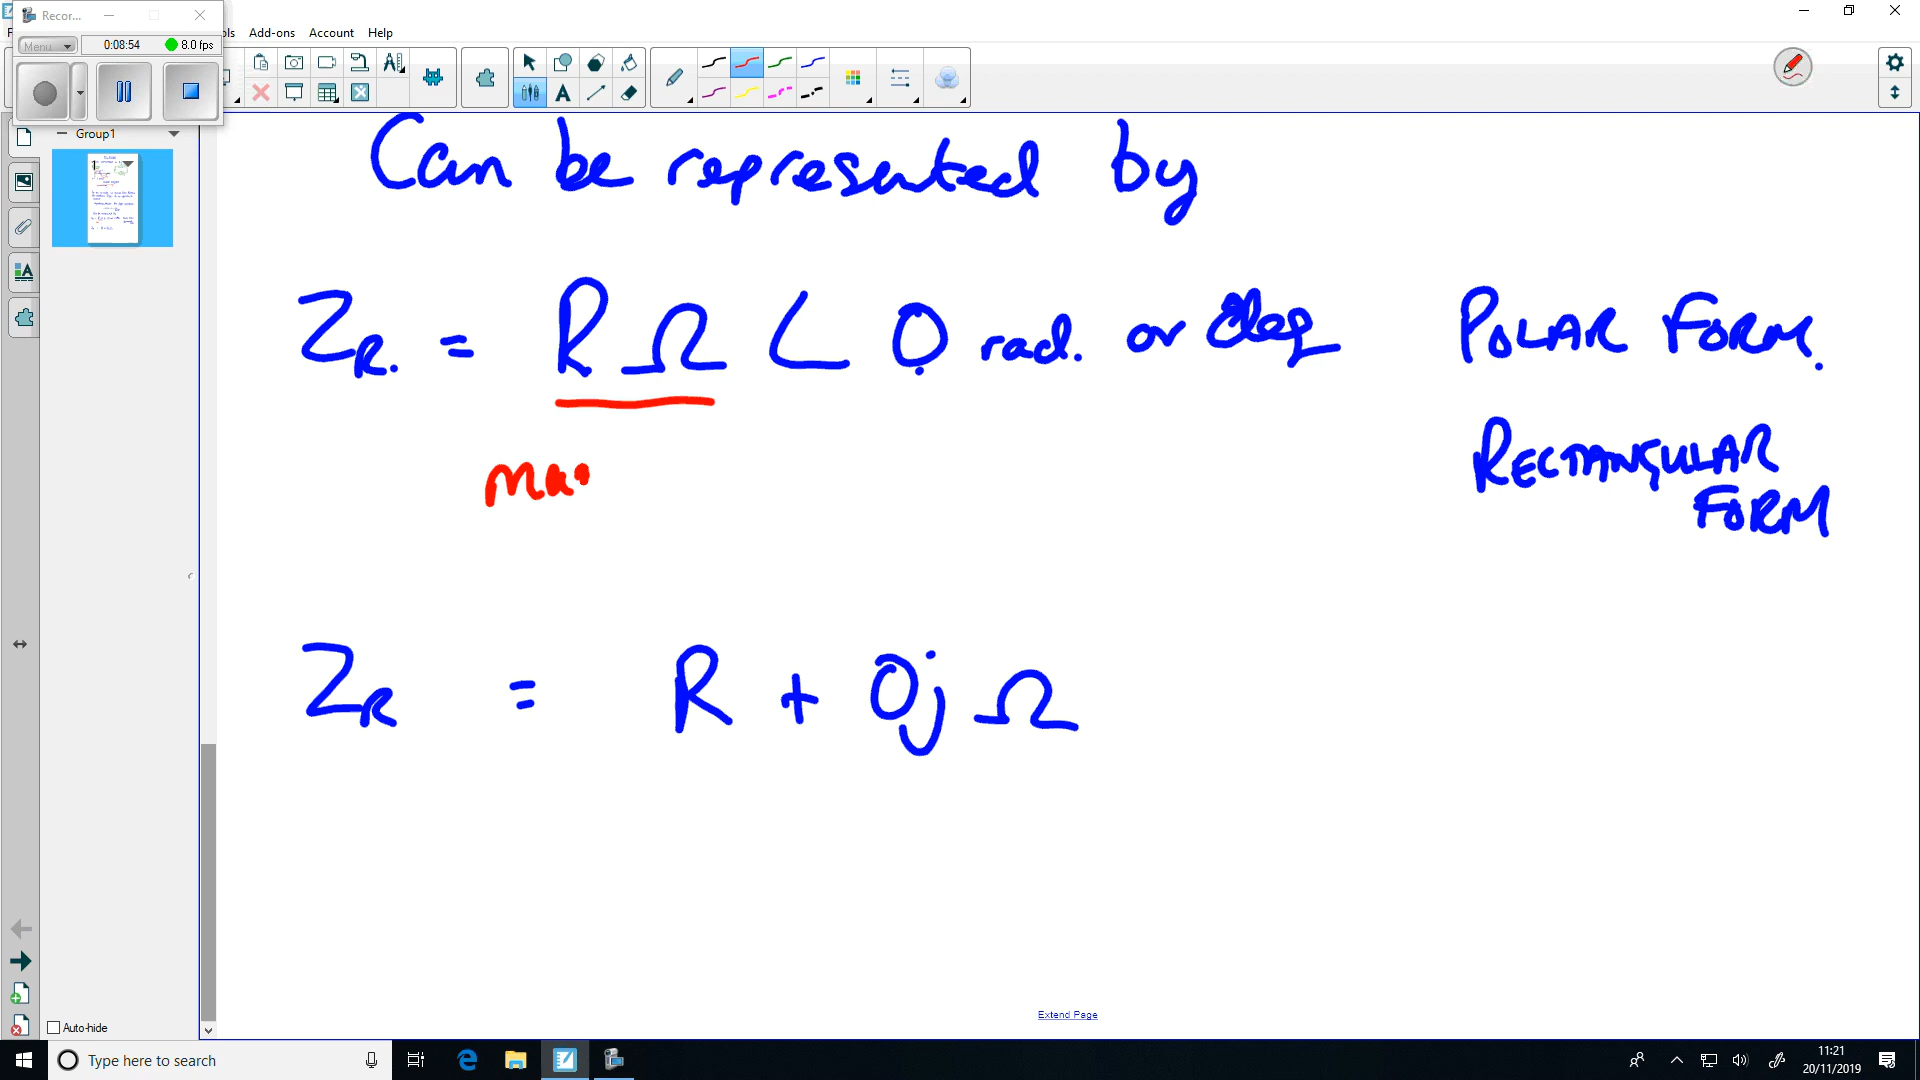 Recor...
Menu
0:08:54
8.0 fps
ols Add-ons Account Help
Group1
1
Can be represented by
ZR. = R Ω ∠ 0 rad. or deg POLAR FORM.
Ma
RECTANGULAR
FORM
ZR = R + 0j Ω
Extend Page
Auto-hide
Type here to search
11:21
20/11/2019